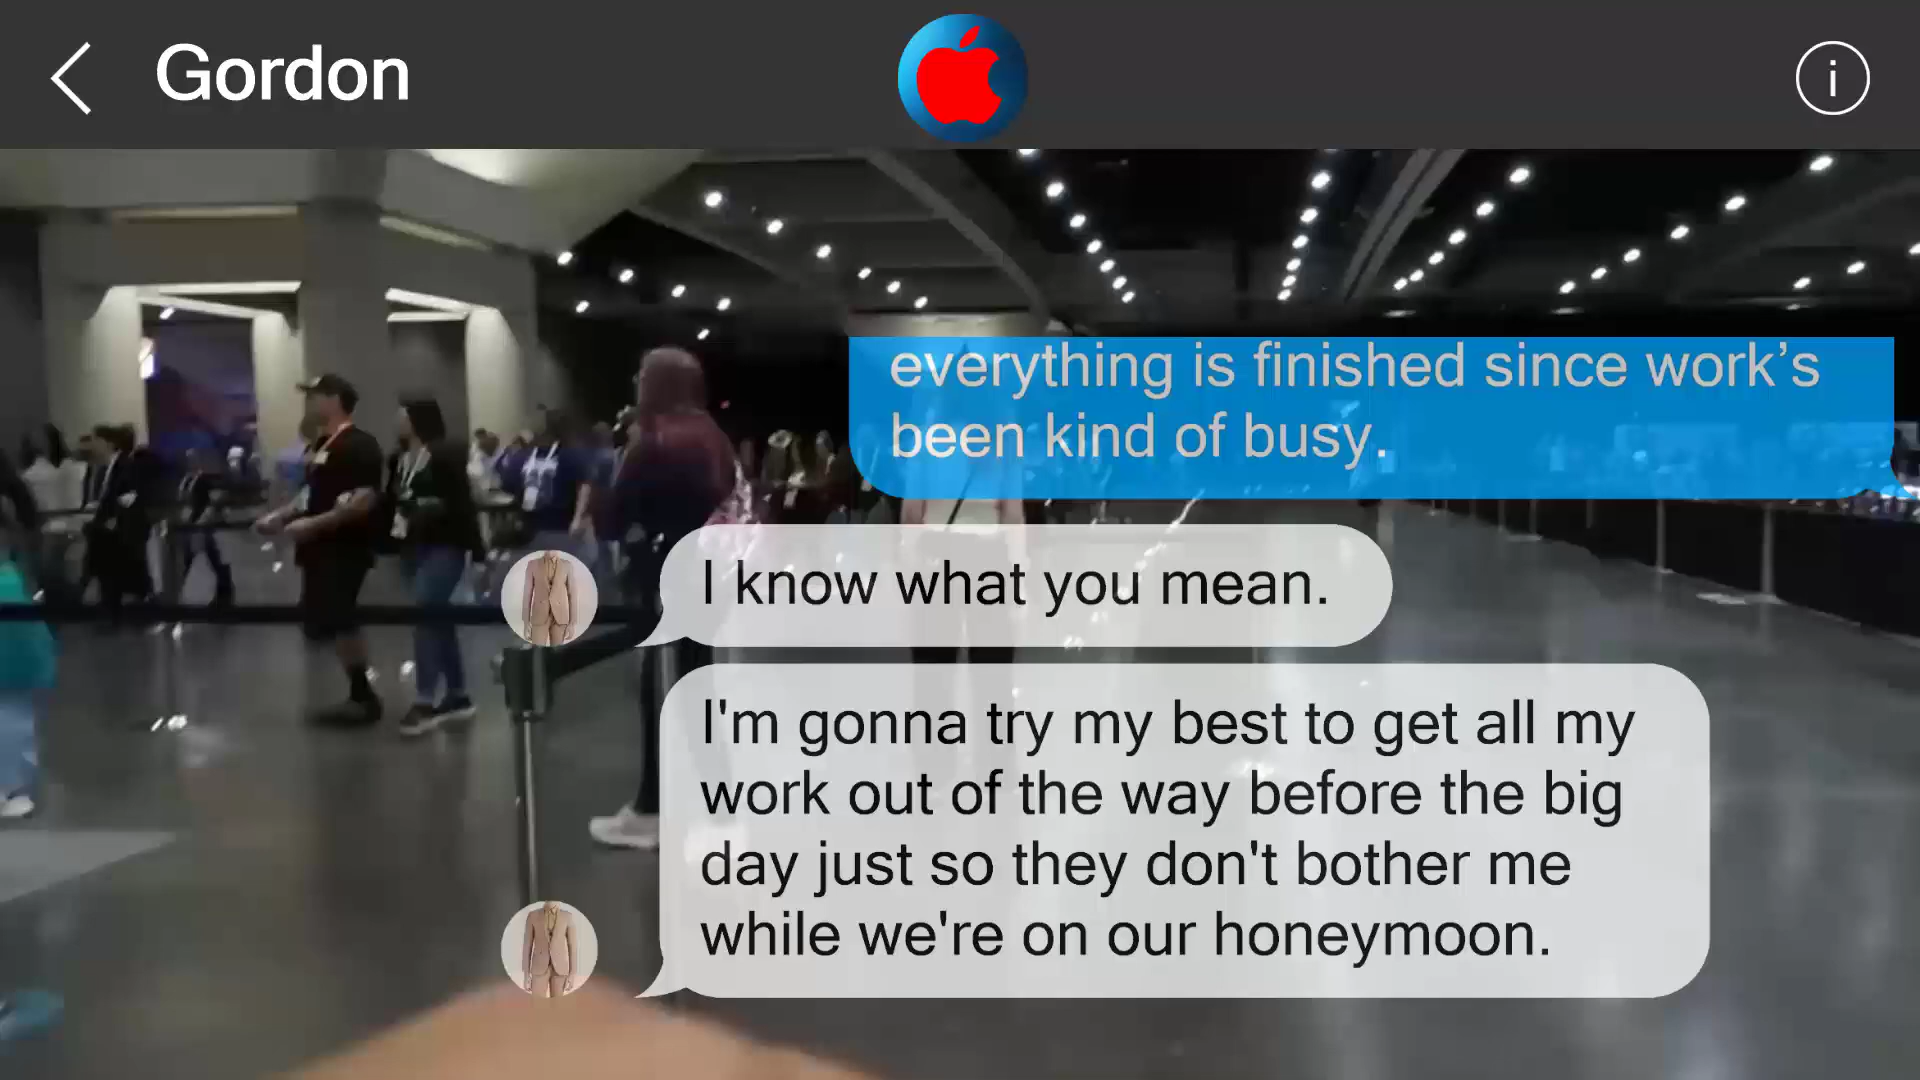 Gordon
everything is finished since work’s
been kind of busy.
I know what you mean.
I'm gonna try my best to get all my
work out of the way before the big
day just so they don't bother me
while we're on our honeymoon.